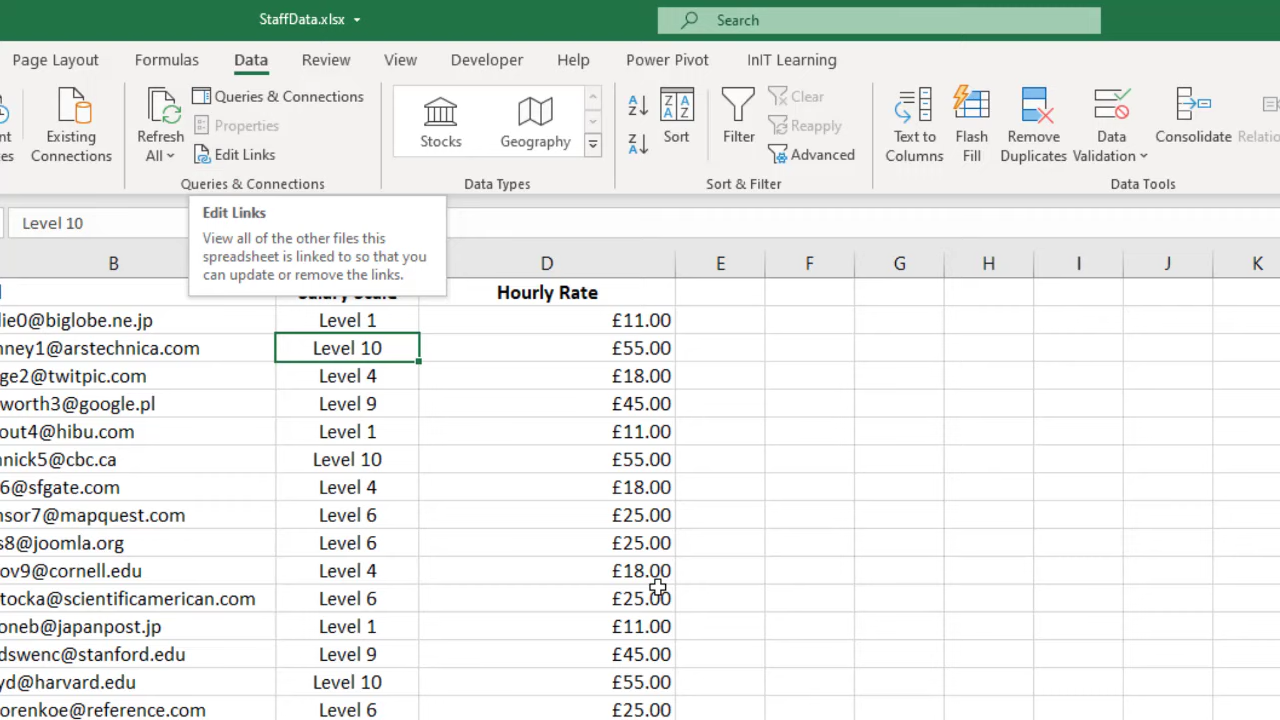 StaffData.xlsx
Search
Page Layout
Formulas
Data
Review
View
Developer
Help
Power Pivot
InIT Learning
nt
es
Existing
Connections
Refresh
All
Queries & Connections
Properties
Edit Links
Queries & Connections
Stocks
Geography
Data Types
A
Z
Z
A
Z A
A Z
Sort
Filter
Clear
Reapply
Advanced
Sort & Filter
Text to
Columns
Flash
Fill
Remove
Duplicates
Data
Validation
Consolidate
Relatio
Data Tools
Level 10
Edit Links
View all of the other files this
spreadsheet is linked to so that you
can update or remove the links.
B D E F G H I J K
Salary Scale Hourly Rate
lie0@biglobe.ne.jp Level 1 £11.00
nney1@arstechnica.com Level 10 £55.00
ge2@twitpic.com Level 4 £18.00
worth3@google.pl Level 9 £45.00
out4@hibu.com Level 1 £11.00
nnick5@cbc.ca Level 10 £55.00
6@sfgate.com Level 4 £18.00
nsor7@mapquest.com Level 6 £25.00
s8@joomla.org Level 6 £25.00
ov9@cornell.edu Level 4 £18.00
tocka@scientificamerican.com Level 6 £25.00
oneb@japanpost.jp Level 1 £11.00
dswenc@stanford.edu Level 9 £45.00
yd@harvard.edu Level 10 £55.00
orenkoe@reference.com Level 6 £25.00